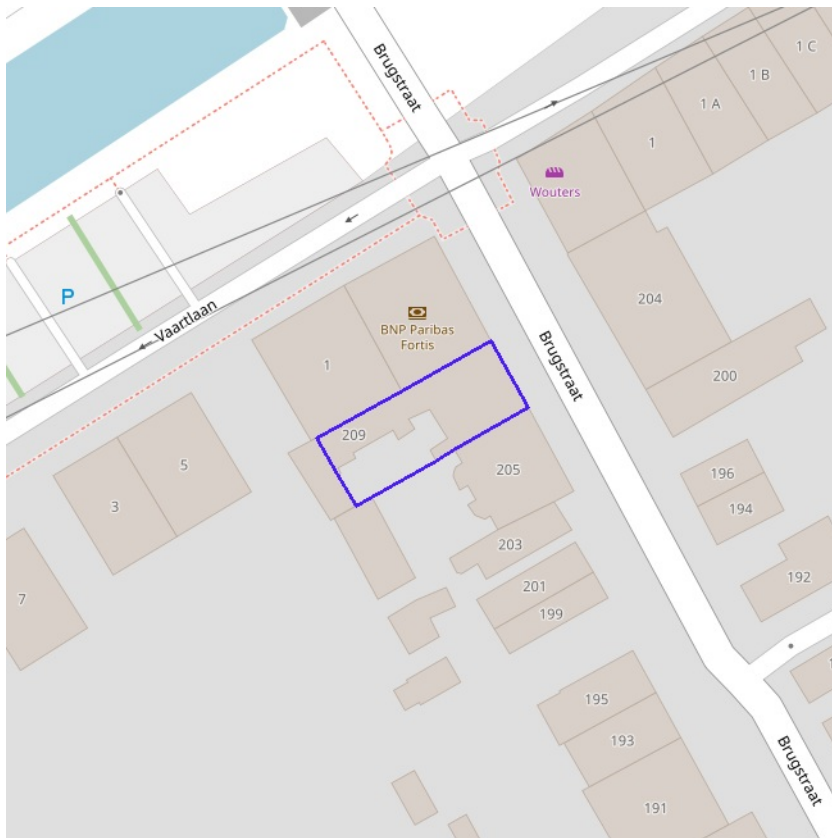 Brugstraat
1 C
1 B
1 A
1
Wouters
204
P
Vaartlaan
BNP Paribas
Fortis
1
Brugstraat
200
209
5
3
205
196
194
203
201
199
192
7
195
193
191
Brugstraat